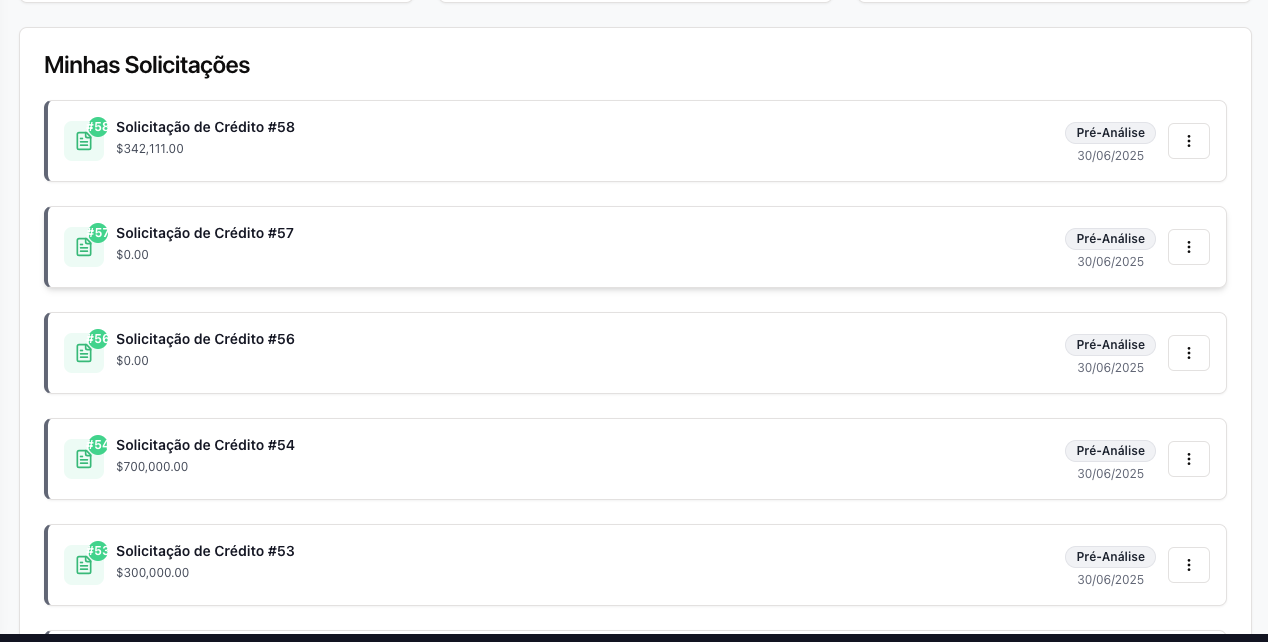 Minhas Solicitações
#58
Solicitação de Crédito #58
$342,111.00
Pré-Análise
30/06/2025
#57
Solicitação de Crédito #57
$0.00
Pré-Análise
30/06/2025
#56
Solicitação de Crédito #56
$0.00
Pré-Análise
30/06/2025
#54
Solicitação de Crédito #54
$700,000.00
Pré-Análise
30/06/2025
#53
Solicitação de Crédito #53
$300,000.00
Pré-Análise
30/06/2025